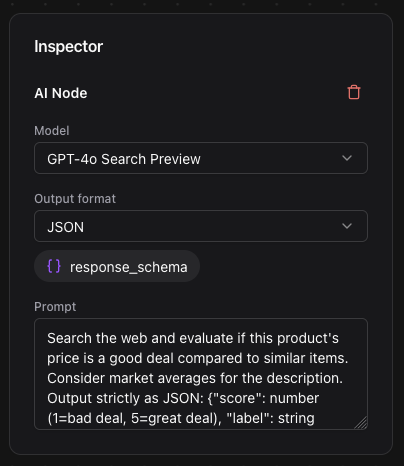 Inspector
AI Node
Model
GPT-4o Search Preview
Output format
JSON
{} response_schema
Prompt
Search the web and evaluate if this product's
price is a good deal compared to similar items.
Consider market averages for the description.
Output strictly as JSON: {"score": number
(1=bad deal, 5=great deal), "label": string